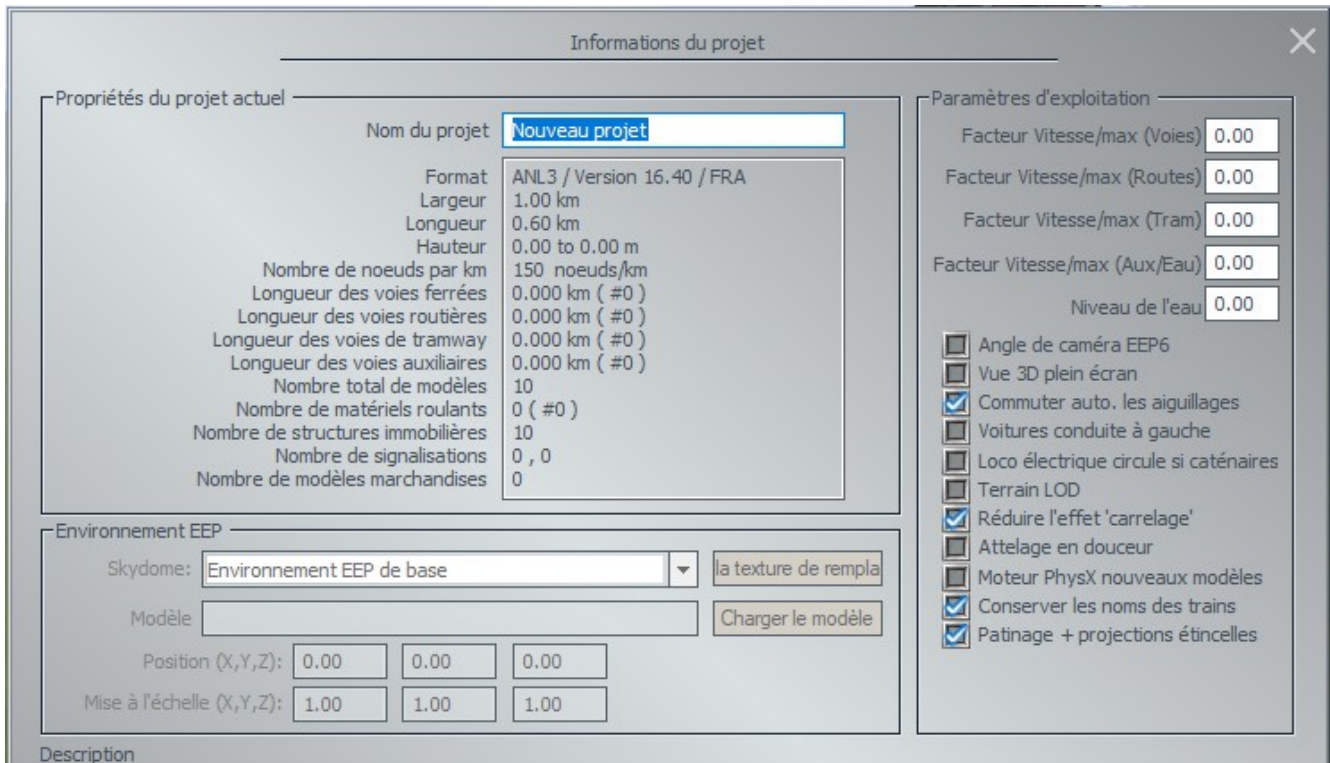 Informations du projet
Propriétés du projet actuel
Nom du projet Nouveau projet
Format ANL3 / Version 16.40 / FRA
Largeur 1.00 km
Longueur 0.60 km
Hauteur 0.00 to 0.00 m
Nombre de noeuds par km 150 noeuds/km
Longueur des voies ferrées 0.000 km ( #0 )
Longueur des voies routières 0.000 km ( #0 )
Longueur des voies de tramway 0.000 km ( #0 )
Longueur des voies auxiliaires 0.000 km ( #0 )
Nombre total de modèles 10
Nombre de matériels roulants 0 ( #0 )
Nombre de structures immobilières 10
Nombre de signalisations 0 , 0
Nombre de modèles marchandises 0
Environnement EEP
Skydome: Environnement EEP de base la texture de rempla
Modèle Charger le modèle
Position (X,Y,Z): 0.00 0.00 0.00
Mise à l'échelle (X,Y,Z): 1.00 1.00 1.00
Description
Paramètres d'exploitation
Facteur Vitesse/max (Voies) 0.00
Facteur Vitesse/max (Routes) 0.00
Facteur Vitesse/max (Tram) 0.00
Facteur Vitesse/max (Aux/Eau) 0.00
Niveau de l'eau 0.00
Angle de caméra EEP6
Vue 3D plein écran
Commuter auto. les aiguillages
Voitures conduite à gauche
Loco électrique circule si caténaires
Terrain LOD
Réduire l'effet 'carrelage'
Attelage en douceur
Moteur PhysX nouveaux modèles
Conserver les noms des trains
Patinage + projections étincelles